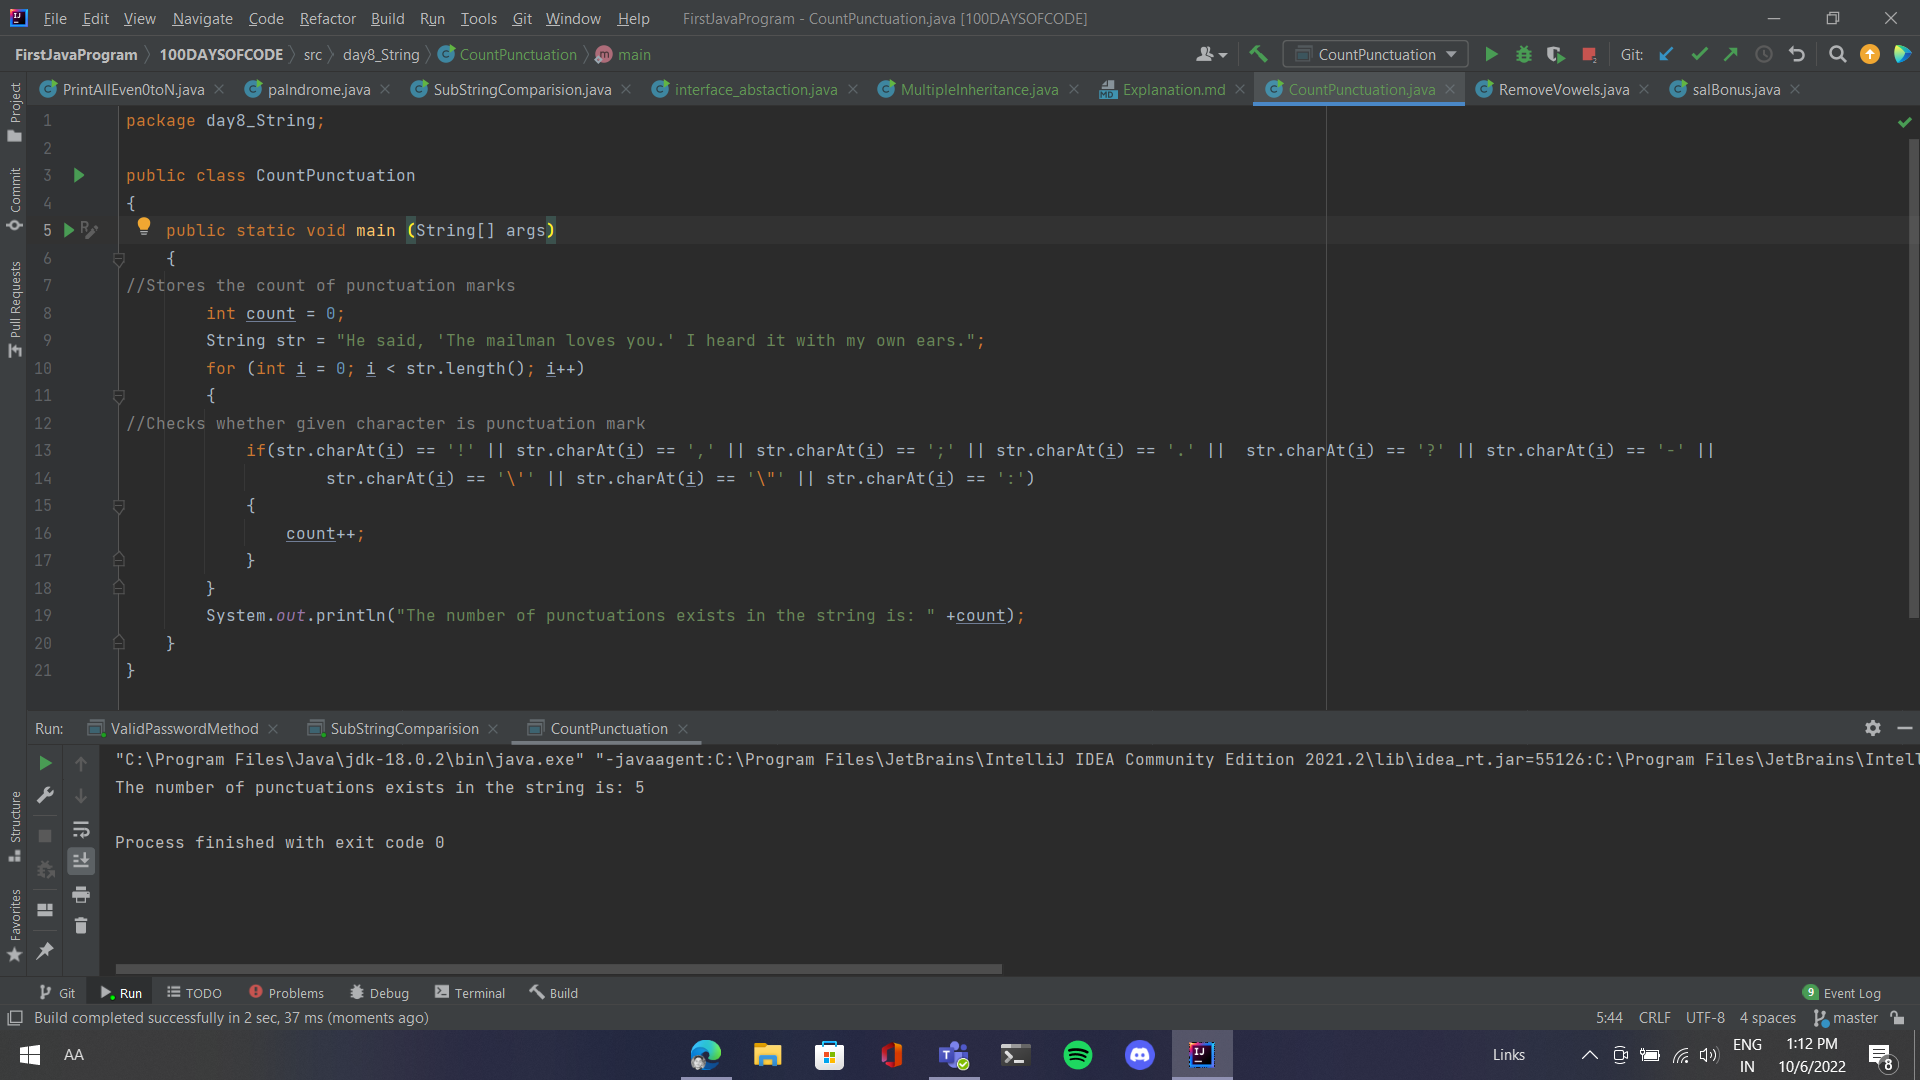 File Edit View Navigate Code Refactor Build Run Tools Git Window Help FirstJavaProgram - CountPunctuation.java [100DAYSOFCODE]
FirstJavaProgram 100DAYSOFCODE src day8_String CountPunctuation main CountPunctuation Git:
PrintAllEven0toN.java palndrome.java SubStringComparision.java interface_abstaction.java MultipleInheritance.java Explanation.md CountPunctuation.java RemoveVowels.java salBonus.java
Project
Commit
Pull Requests
1 package day8_String;
2
3 public class CountPunctuation
4 {
5 public static void main (String[] args)
6 {
7 //Stores the count of punctuation marks
8 int count = 0;
9 String str = "He said, 'The mailman loves you.' I heard it with my own ears.";
10 for (int i = 0; i < str.length(); i++)
11 {
12 //Checks whether given character is punctuation mark
13 if(str.charAt(i) == '!' || str.charAt(i) == ',' || str.charAt(i) == ';' || str.charAt(i) == '.' ||  str.charAt(i) == '?' || str.charAt(i) == '-' ||
14 str.charAt(i) == '\'' || str.charAt(i) == '\"' || str.charAt(i) == ':')
15 {
16 count++;
17 }
18 }
19 System.out.println("The number of punctuations exists in the string is: " +count);
20 }
21 }
Run: ValidPasswordMethod SubStringComparision CountPunctuation
"C:\Program Files\Java\jdk-18.0.2\bin\java.exe" "-javaagent:C:\Program Files\JetBrains\IntelliJ IDEA Community Edition 2021.2\lib\idea_rt.jar=55126:C:\Program Files\JetBrains\Intell
The number of punctuations exists in the string is: 5
Process finished with exit code 0
Structure
Favorites
Git Run TODO Problems Debug Terminal Build 9 Event Log
Build completed successfully in 2 sec, 37 ms (moments ago) 5:44 CRLF UTF-8 4 spaces master
AA Links ENG IN 1:12 PM 10/6/2022 8